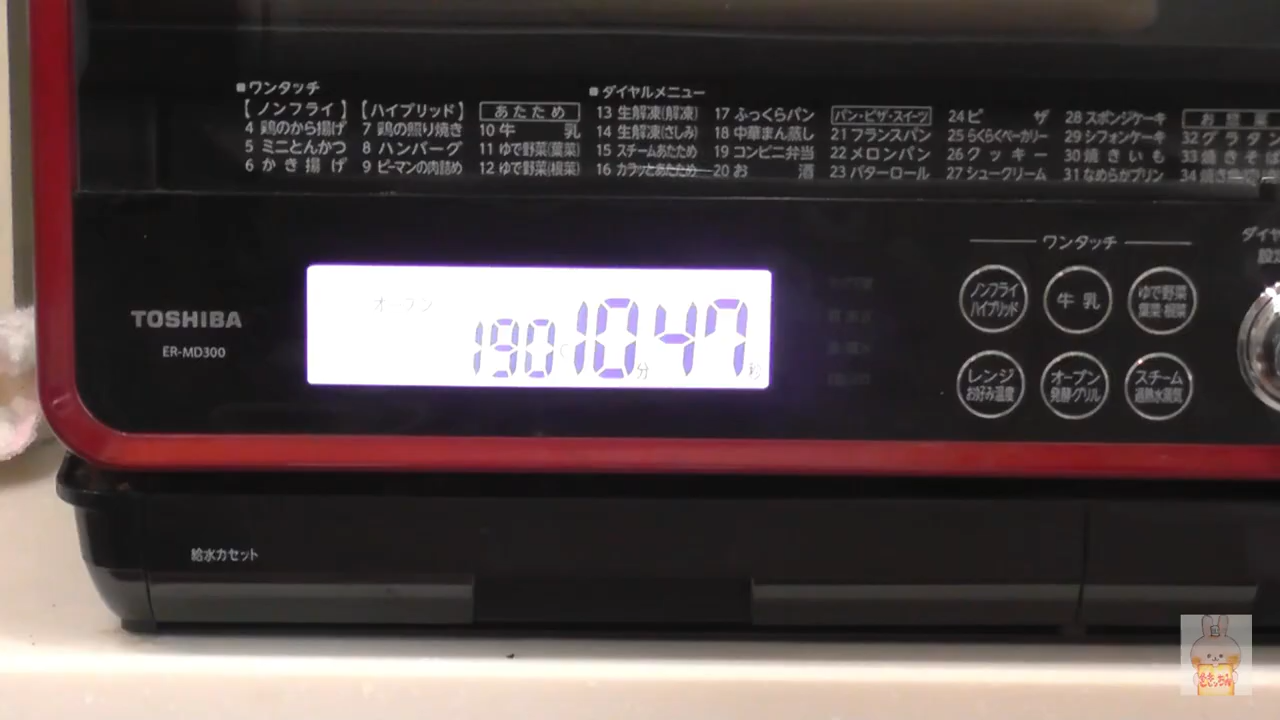 ■ワンタッチ
【ノンフライ】
4 鶏のから揚げ
5 ミニとんかつ
6 かき揚げ
【ハイブリッド】
7 鶏の照り焼き
8 ハンバーグ
9 ピーマンの肉詰め
あたため
10 牛乳
11 ゆで野菜(葉菜)
12 ゆで野菜(根菜)
■ダイヤルメニュー
13 生解凍(解凍)
14 生解凍(さしみ)
15 スチームあたため
16 カラッとあたため
17 ふっくらパン
18 中華まん蒸し
19 コンビニ弁当
20 お酒
パン・ピザ・スイーツ
21 フランスパン
22 メロンパン
23 バターロール
24 ピザ
25 らくらくベーカリー
26 クッキー
27 シュークリーム
28 スポンジケーキ
29 シフォンケーキ
30 焼きいも
31 なめらかプリン
32 グラタン
33 焼きそば
34 焼き
オーブン
190℃ 10分47秒
TOSHIBA
ER-MD300
ワンタッチ
ノンフライ
ハイブリッド
牛乳
ゆで野菜
葉菜 根菜
レンジ
お好み温度
オーブン
発酵・グリル
スチーム
過熱水蒸気
ダイヤ
設定
給水カセット